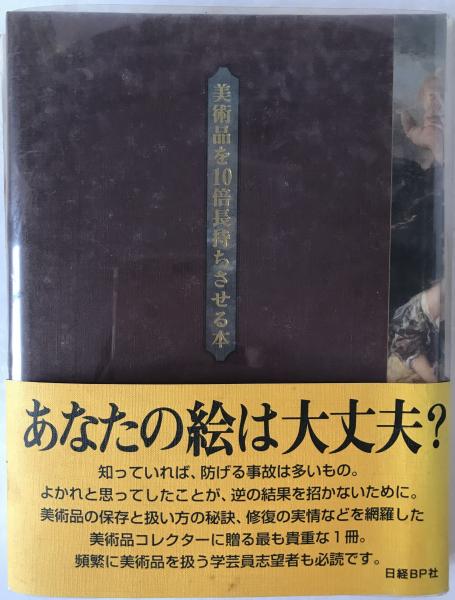 美術品を10倍長持ちさせる本
あなたの絵は大丈夫?
知っていれば、防げる事故は多いもの。
よかれと思ってしたことが、逆の結果を招かないために。
美術品の保存と扱い方の秘訣、修復の実情などを網羅した
美術品コレクターに贈る最も貴重な1冊。
頻繁に美術品を扱う学芸員志望者も必読です。
日経BP社